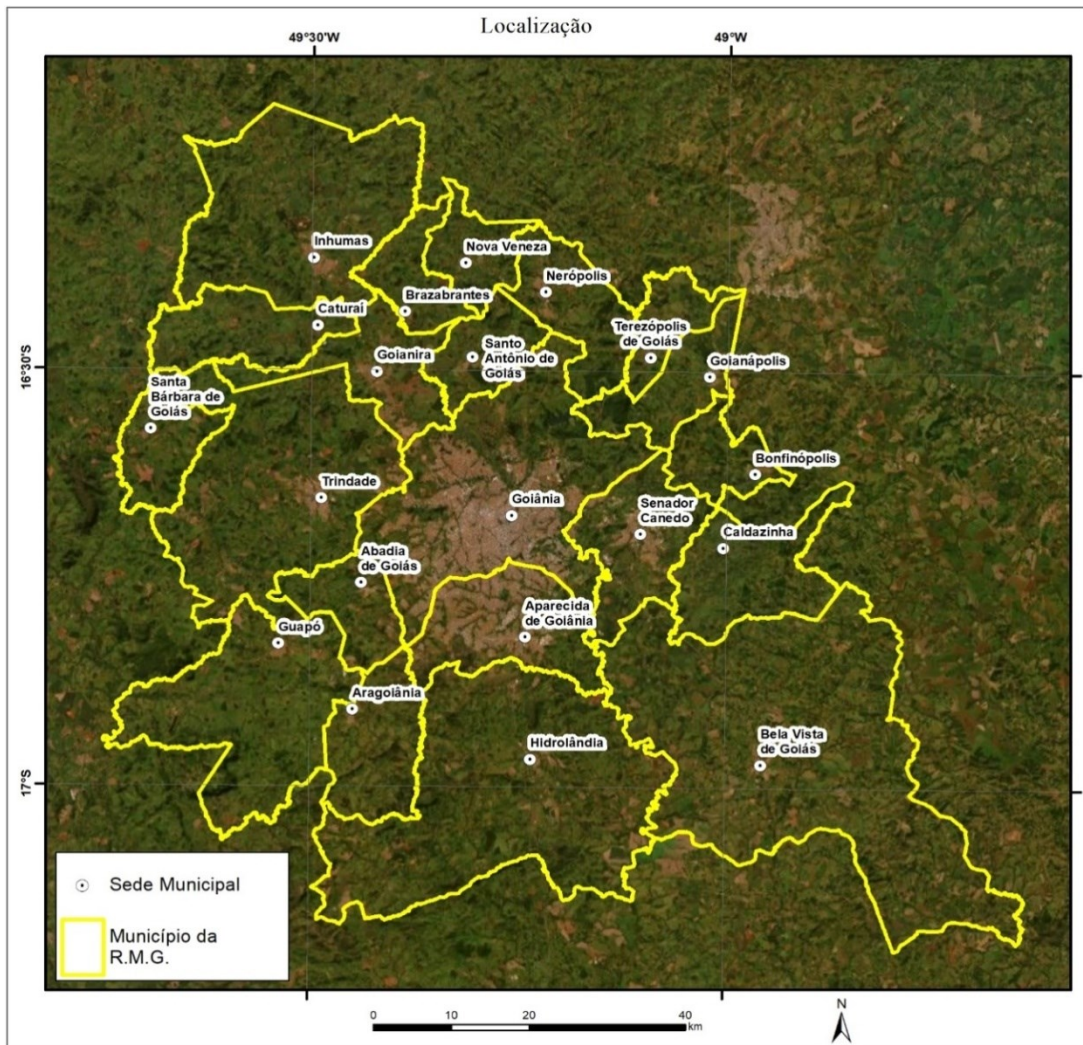 Localização
49°30'W
49°W
Inhumas
Nova Veneza
Nerópolis
Brazabrantes
Caturaí
Terezópolis
de Goiás
Santo
Antônio de
Goiás
Goianira
Goianápolis
16°30'S
Santa
Bárbara de
Goiás
Bonfinópolis
Trindade
Goiânia
Senador
Canedo
Caldazinha
Abadia
de Goiás
Aparecida
de Goiânia
Guapó
Aragoiânia
Hidrolândia
Bela Vista
de Goiás
17°S
Sede Municipal
Município da
R.M.G.
N
0 10 20 40
km